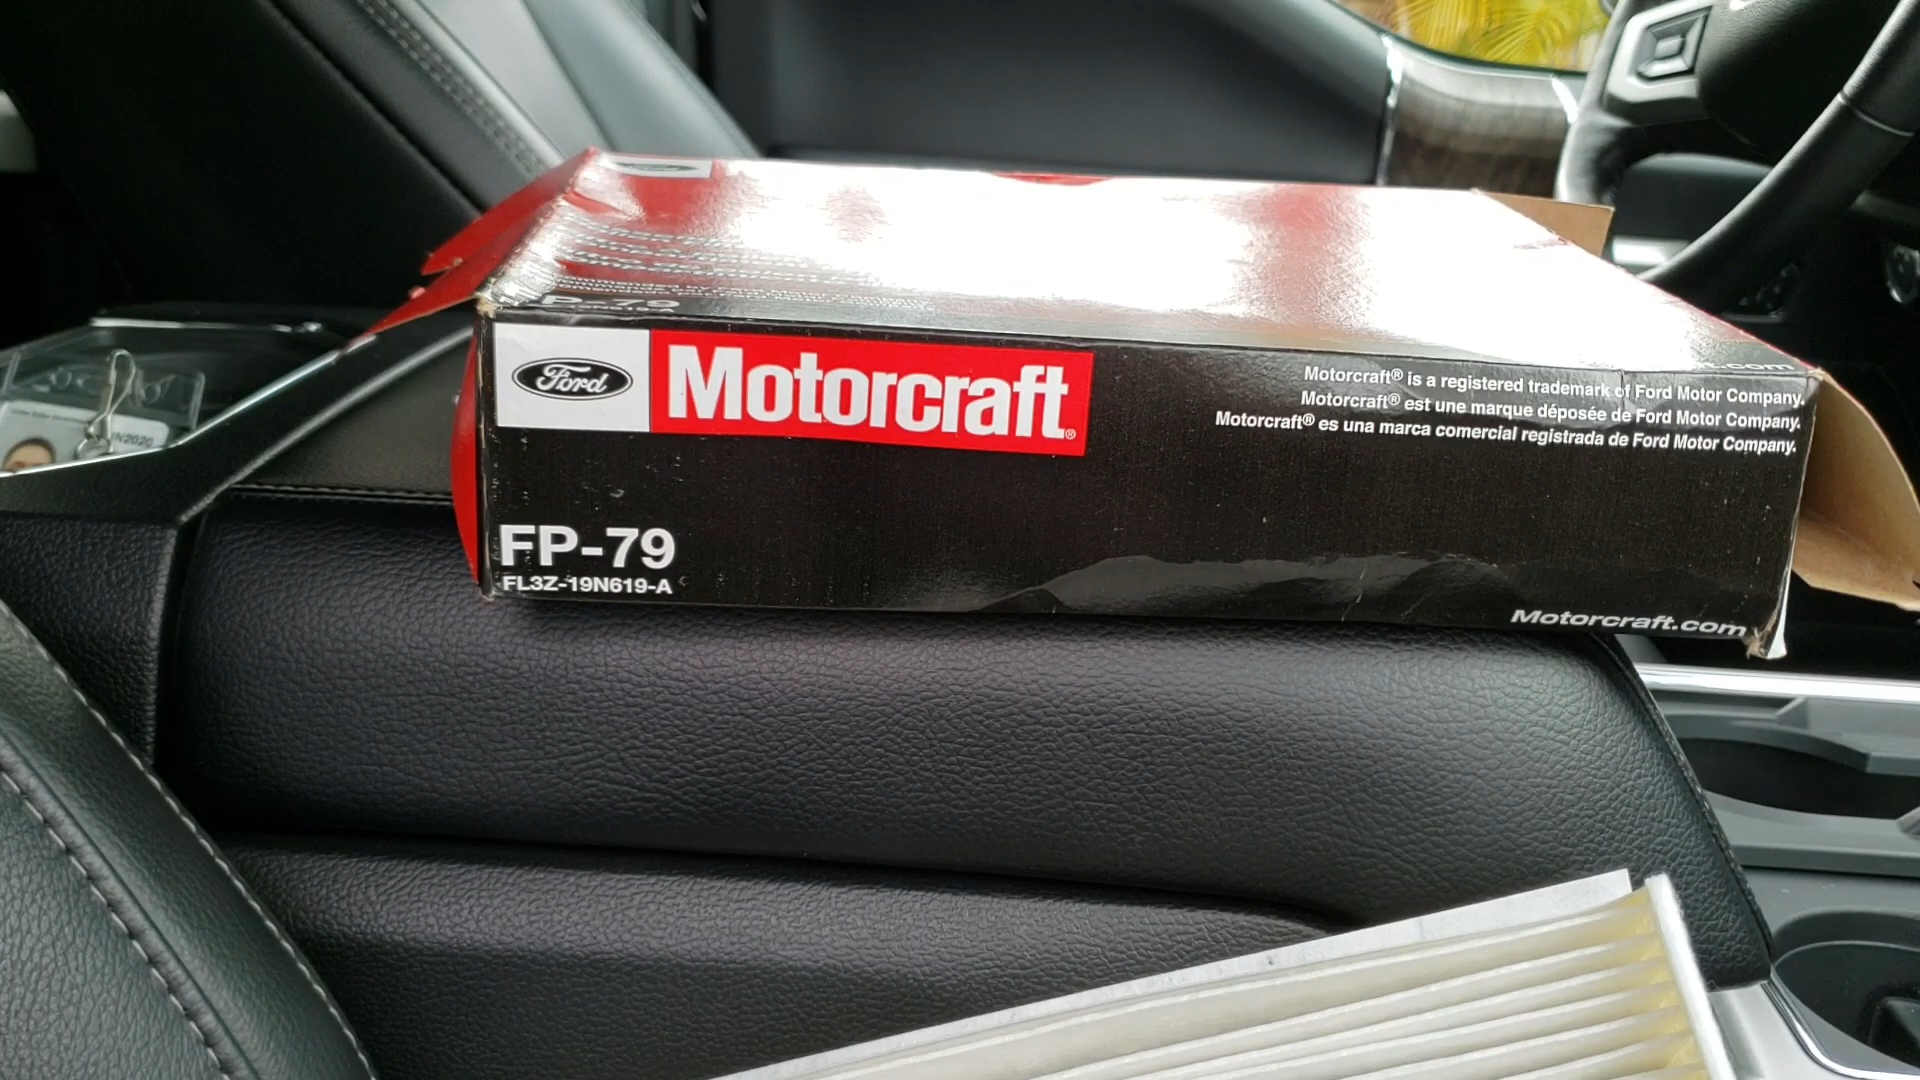 Ford
Motorcraft®
Motorcraft® is a registered trademark of Ford Motor Company.
Motorcraft® est une marque déposée de Ford Motor Company.
Motorcraft® es una marca comercial registrada de Ford Motor Company.
FP-79
FL3Z-19N619-A
Motorcraft.com